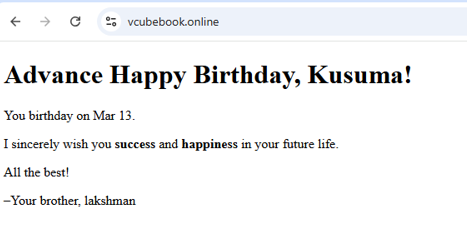 vcubebook.online
Advance Happy Birthday, Kusuma!
You birthday on Mar 13.
I sincerely wish you success and happiness in your future life.
All the best!
–Your brother, lakshman